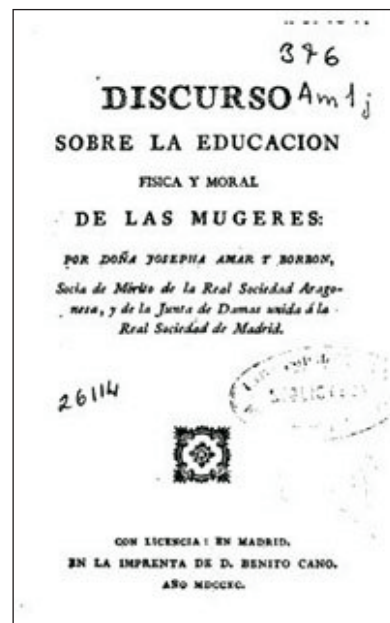 376
Am1j
DISCURSO
SOBRE LA EDUCACION
FISICA Y MORAL
DE LAS MUGERES:
POR DOÑA JOSEPHA AMAR Y BORBON,
Socia de Mérito de la Real Sociedad Arago-
nesa, y de la Junta de Damas unida á la
Real Sociedad de Madrid.
26114
CON LICENCIA: EN MADRID.
EN LA IMPRENTA DE D. BENITO CANO.
AÑO MDCCXC.